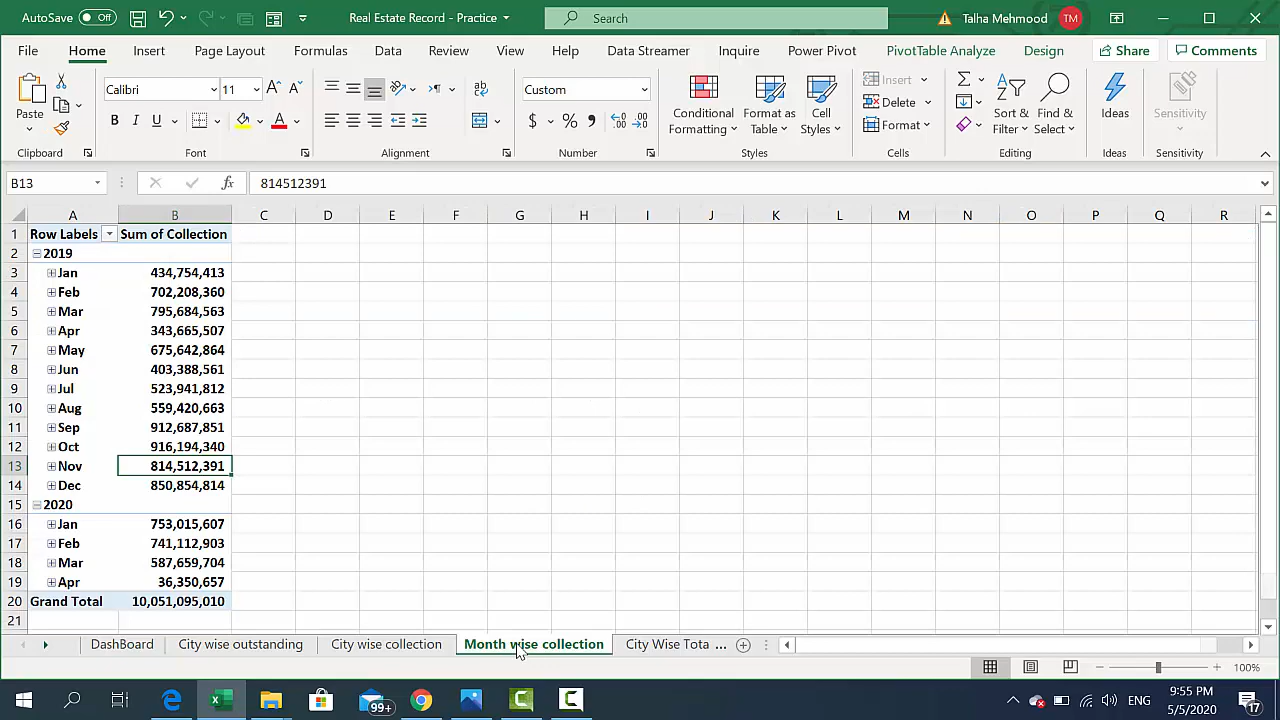 AutoSave Off Real Estate Record - Practice Search Talha Mehmood TM
File Home Insert Page Layout Formulas Data Review View Help Data Streamer Inquire Power Pivot PivotTable Analyze Design Share Comments
Calibri 11 Custom Insert
Paste Conditional Format as Cell Delete Sort & Find & Ideas Sensitivity
Formatting Table Styles Format Filter Select
Clipboard Font Alignment Number Styles Cells Editing Ideas Sensitivity
B13 fx 814512391
A B C D E F G H I J K L M N O P Q R
1 Row Labels Sum of Collection
2 2019
3 Jan 434,754,413
4 Feb 702,208,360
5 Mar 795,684,563
6 Apr 343,665,507
7 May 675,642,864
8 Jun 403,388,561
9 Jul 523,941,812
10 Aug 559,420,663
11 Sep 912,687,851
12 Oct 916,194,340
13 Nov 814,512,391
14 Dec 850,854,814
15 2020
16 Jan 753,015,607
17 Feb 741,112,903
18 Mar 587,659,704
19 Apr 36,350,657
20 Grand Total 10,051,095,010
21
DashBoard City wise outstanding City wise collection Month wise collection City Wise Tota ...
100%
99+ ENG 9:55 PM
5/5/2020 17